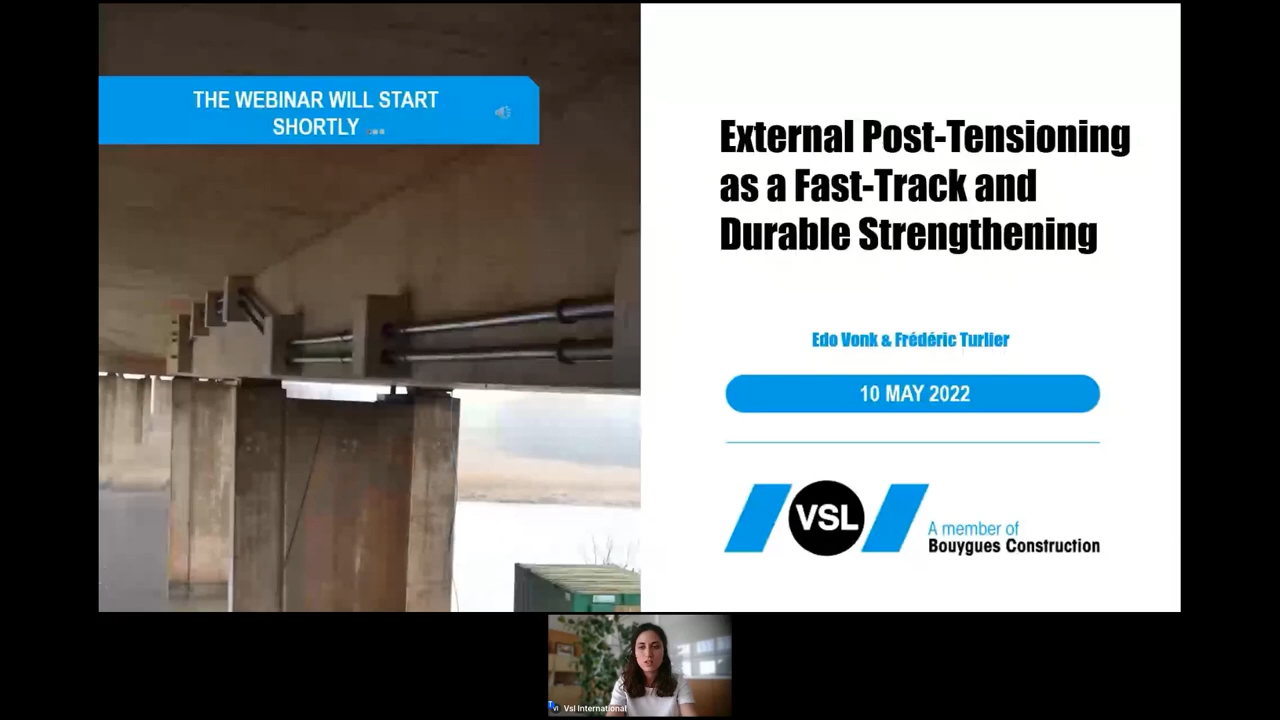 THE WEBINAR WILL START
SHORTLY ...
External Post-Tensioning
as a Fast-Track and
Durable Strengthening
Edo Vonk & Frédéric Turlier
10 MAY 2022
VSL
A member of
Bouygues Construction
Vsl International